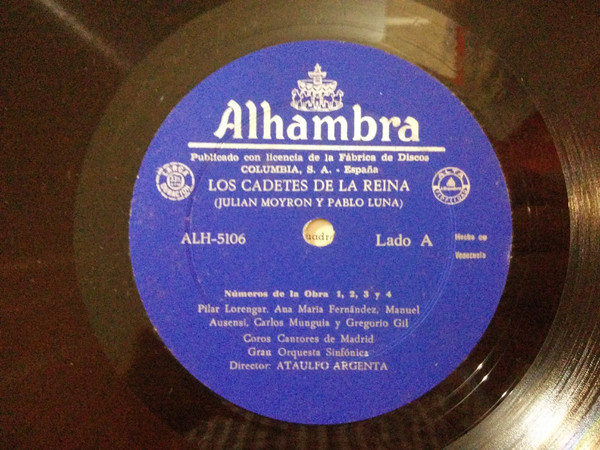 Alhambra
Publicado con licencia de la Fábrica de Discos
COLUMBIA, S. A. - España
LOS CADETES DE LA REINA
(JULIAN MOYRON Y PABLO LUNA)
ALH-5106
Lado A
Hecho en
Venezuela
ALTA
Números de la Obra 1, 2, 3 y 4
Pilar Lorengar, Ana María Fernández, Manuel
Ausensi, Carlos Munguía y Gregorio Gil
Coros Cantores de Madrid
Gran Orquesta Sinfónica
Director: ATAULFO ARGENTA